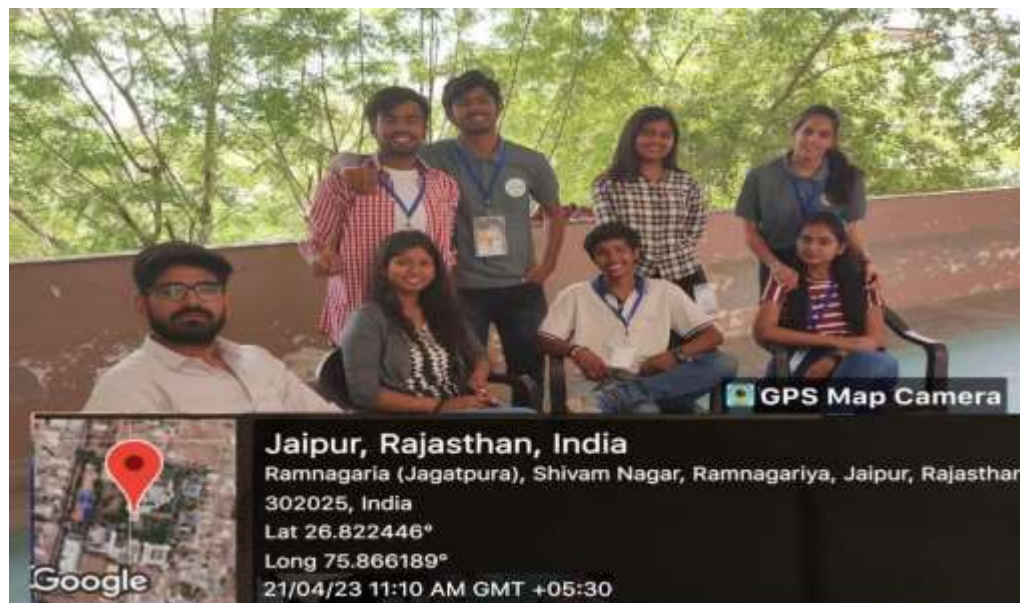 GPS Map Camera
Jaipur, Rajasthan, India
Ramnagaria (Jagatpura), Shivam Nagar, Ramnagariya, Jaipur, Rajasthan
302025, India
Lat 26.822446°
Long 75.866189°
21/04/23 11:10 AM GMT +05:30
Google